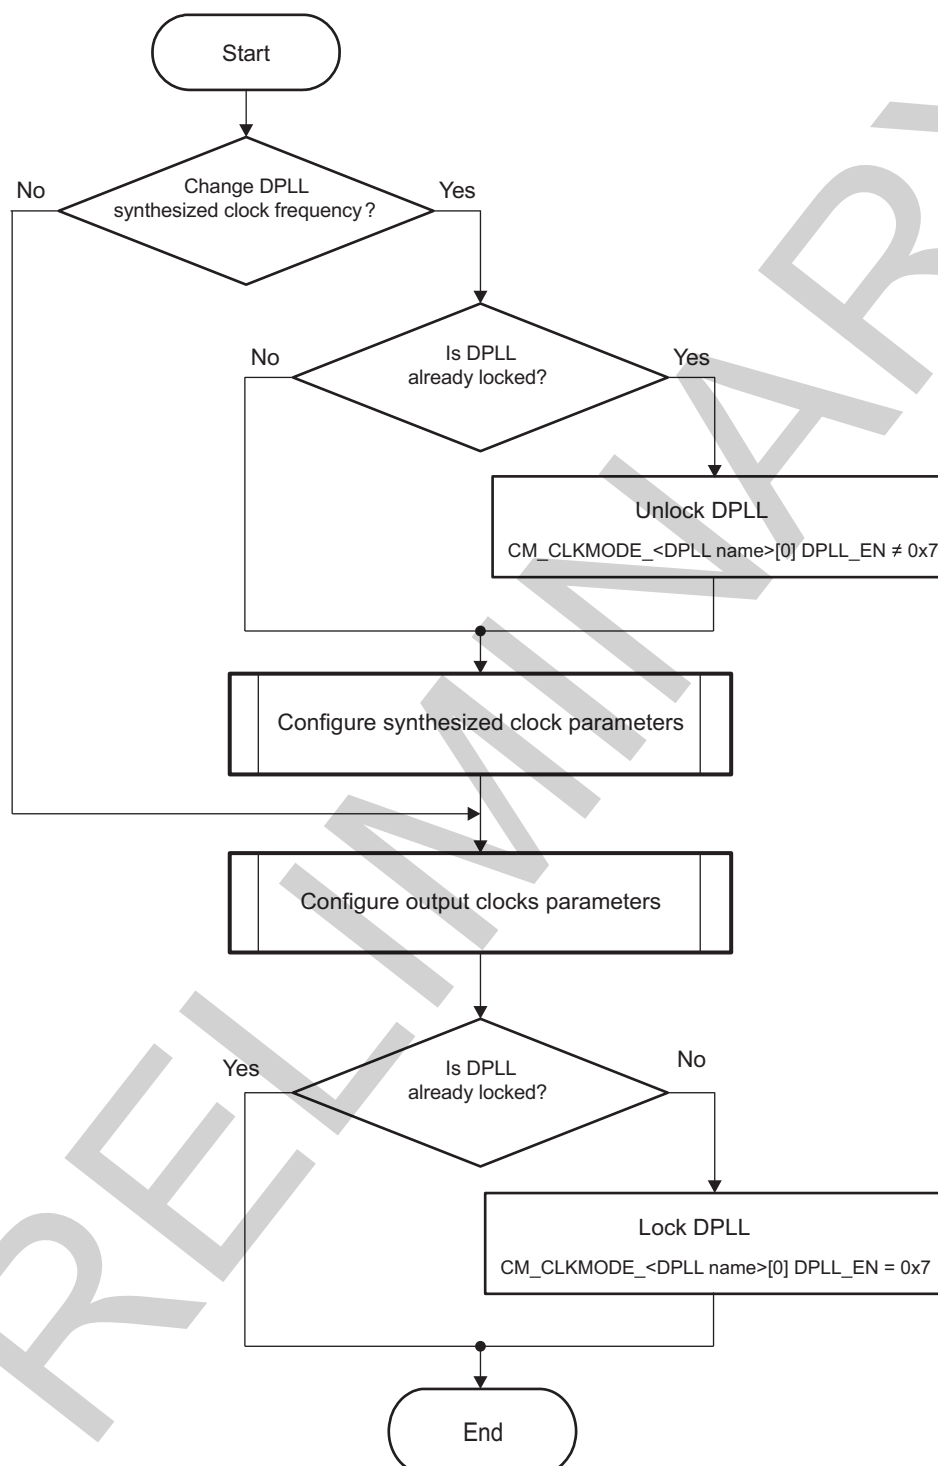 Start
Change DPLL
synthesized clock frequency?
No
Yes
Is DPLL
already locked?
No
Yes
Unlock DPLL
CM_CLKMODE_<DPLL name>[0] DPLL_EN ≠ 0x7
Configure synthesized clock parameters
Configure output clocks parameters
Is DPLL
already locked?
Yes
No
Lock DPLL
CM_CLKMODE_<DPLL name>[0] DPLL_EN = 0x7
End
RELIMINARY